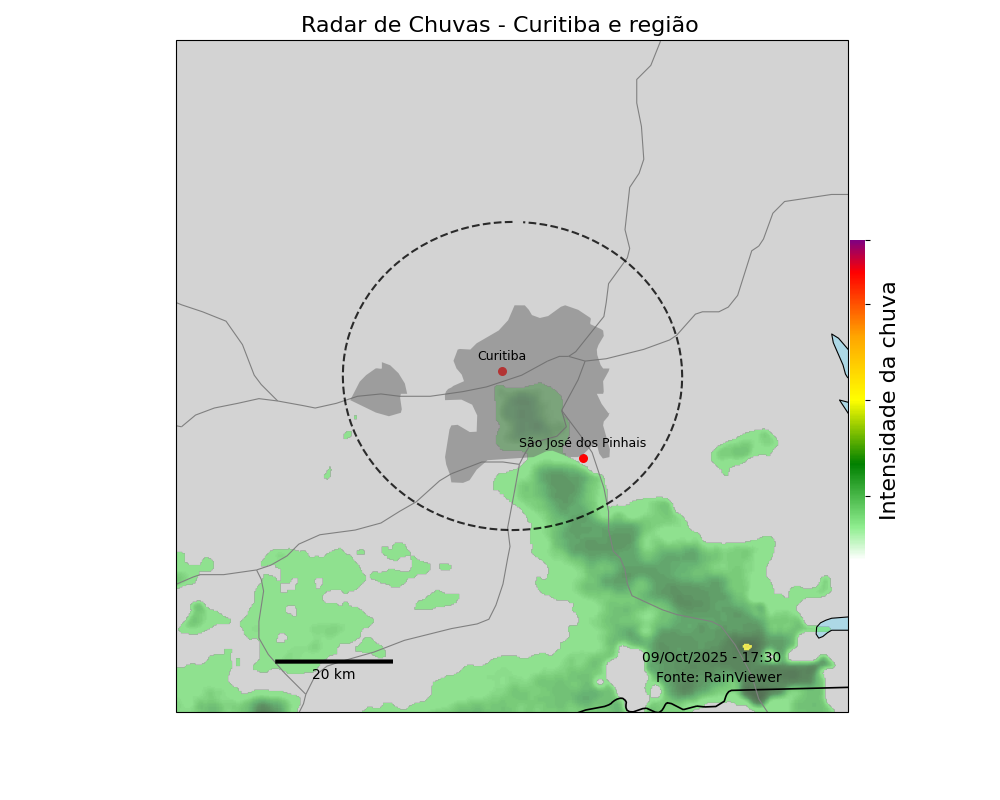 Radar de Chuvas - Curitiba e região
Curitiba
São José dos Pinhais
Intensidade da chuva
09/Oct/2025 - 17:30
20 km
Fonte: RainViewer